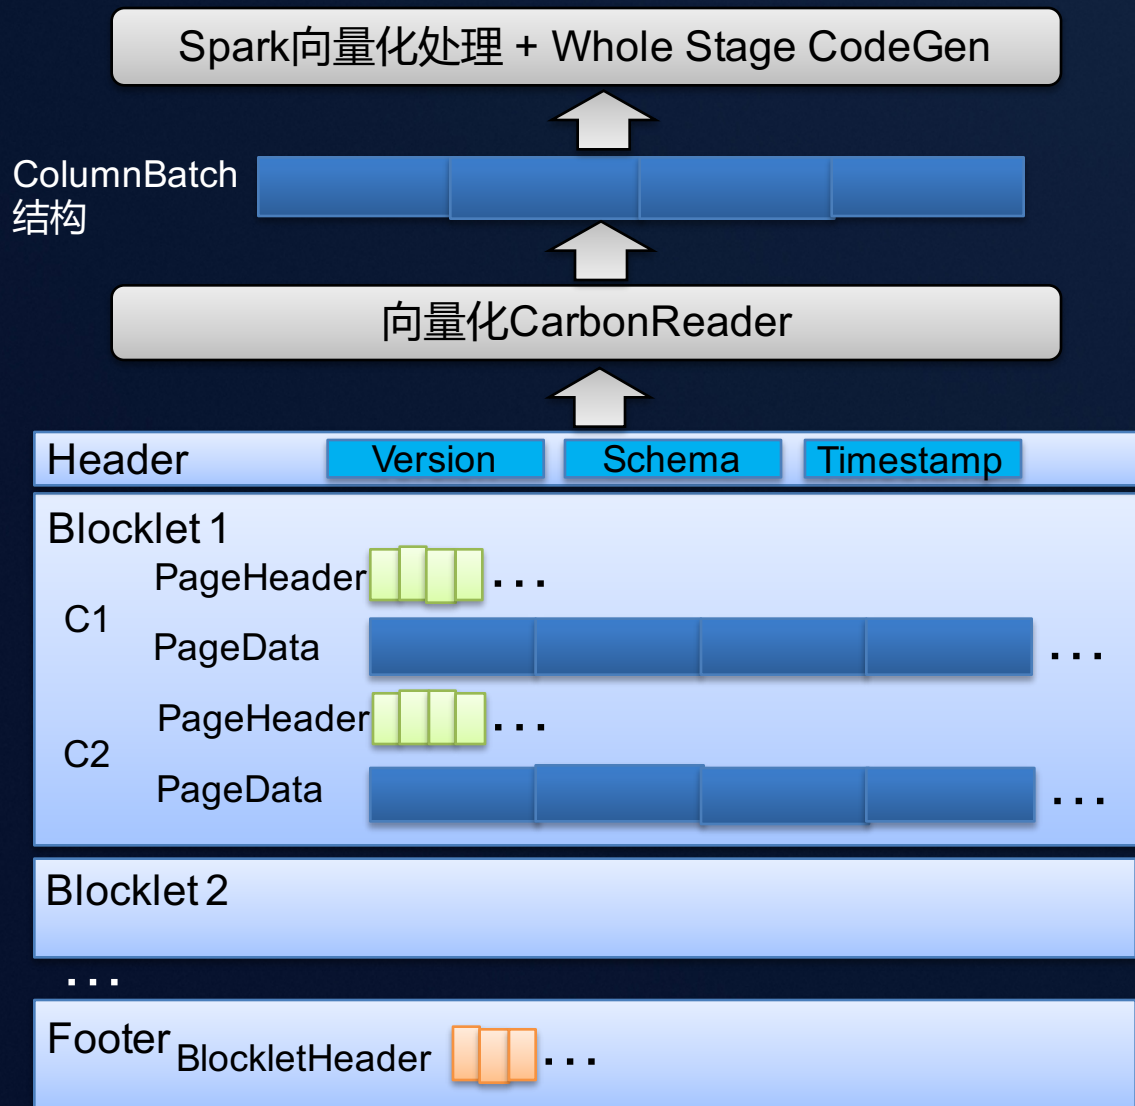 Spark向量化处理 + Whole Stage CodeGen
ColumnBatch
结构
向量化CarbonReader
Header Version Schema Timestamp
Blocklet 1
PageHeader ...
C1
PageData ...
PageHeader ...
C2
PageData ...
Blocklet 2
...
Footer BlockletHeader ...